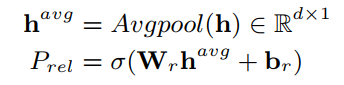 h^{avg} = Avgpool(h) ∈ ℝ^{d×1}
P_{rel} = σ(W_r h^{avg} + b_r)